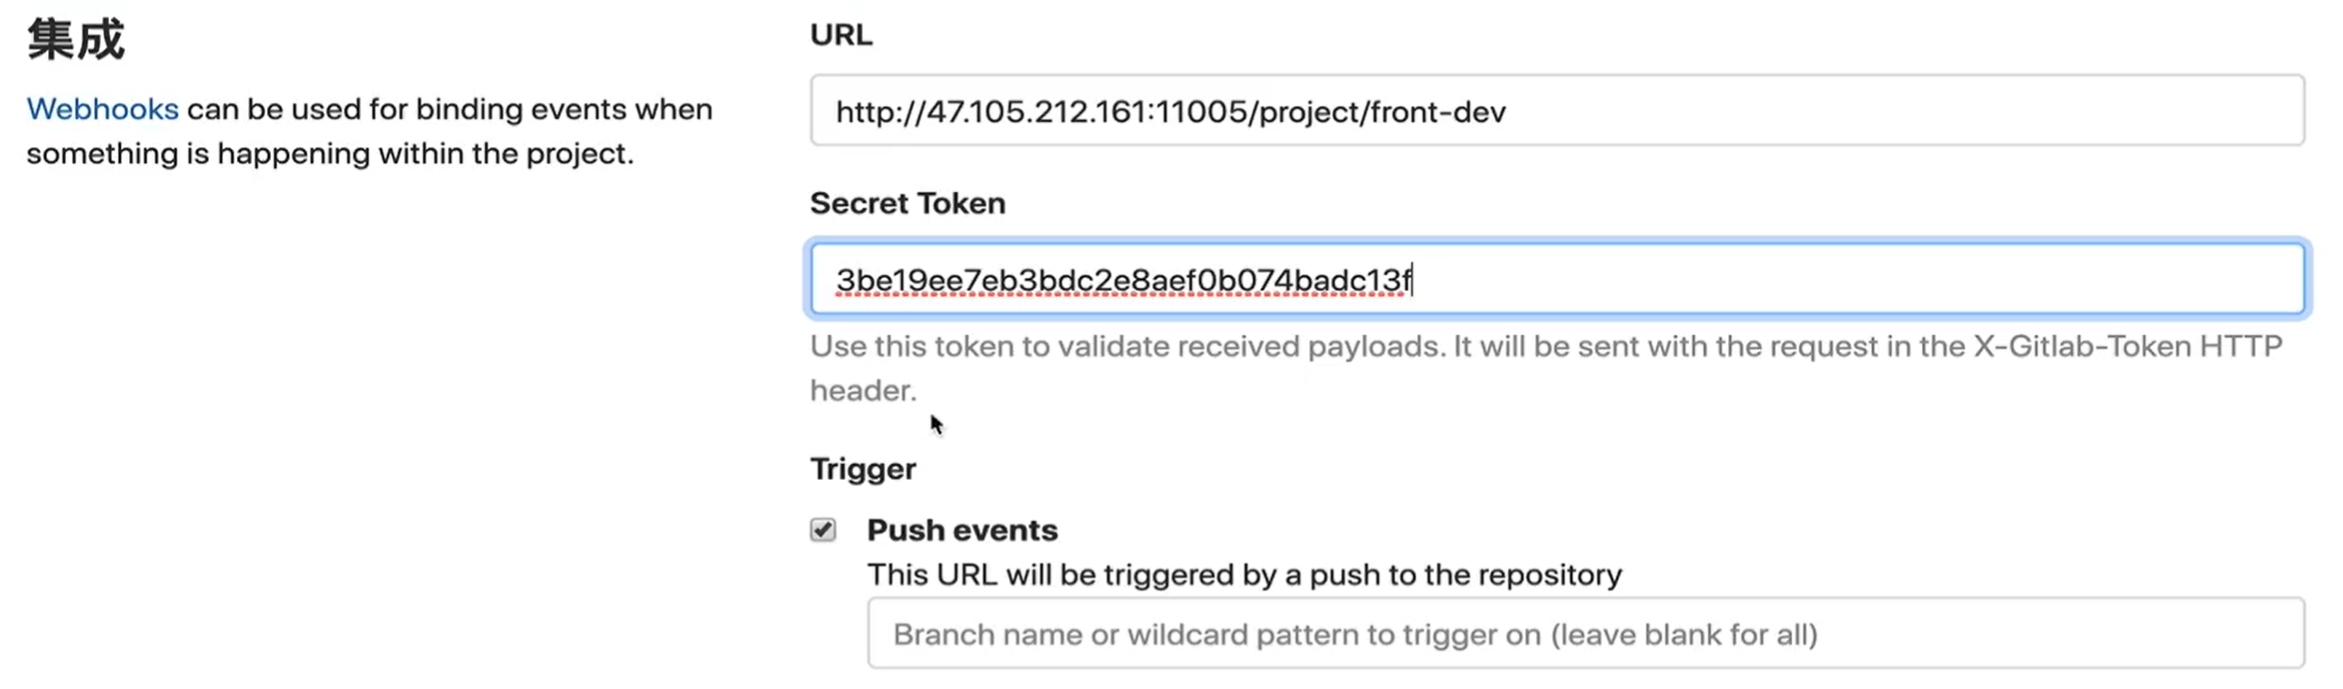 集成
Webhooks can be used for binding events when
something is happening within the project.
URL
http://47.105.212.161:11005/project/front-dev
Secret Token
3be19ee7eb3bdc2e8aef0b074badc13f
Use this token to validate received payloads. It will be sent with the request in the X-Gitlab-Token HTTP
header.
Trigger
Push events
This URL will be triggered by a push to the repository
Branch name or wildcard pattern to trigger on (leave blank for all)